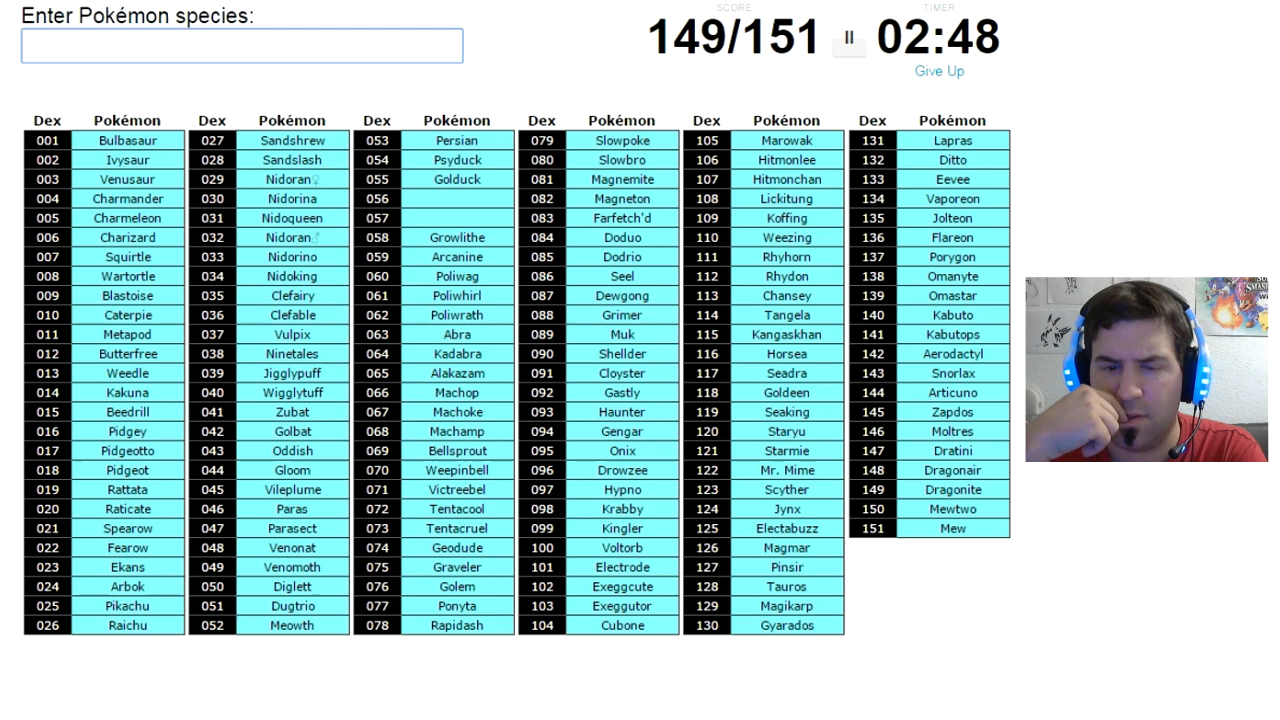 Enter Pokémon species:
SCORE
149/151
TIMER
02:48
Give Up
Dex Pokémon Dex Pokémon Dex Pokémon Dex Pokémon Dex Pokémon Dex Pokémon
001 Bulbasaur 027 Sandshrew 053 Persian 079 Slowpoke 105 Marowak 131 Lapras
002 Ivysaur 028 Sandslash 054 Psyduck 080 Slowbro 106 Hitmonlee 132 Ditto
003 Venusaur 029 Nidoran♀ 055 Golduck 081 Magnemite 107 Hitmonchan 133 Eevee
004 Charmander 030 Nidorina 056 082 Magneton 108 Lickitung 134 Vaporeon
005 Charmeleon 031 Nidoqueen 057 083 Farfetch'd 109 Koffing 135 Jolteon
006 Charizard 032 Nidoran♂ 058 Growlithe 084 Doduo 110 Weezing 136 Flareon
007 Squirtle 033 Nidorino 059 Arcanine 085 Dodrio 111 Rhyhorn 137 Porygon
008 Wartortle 034 Nidoking 060 Poliwag 086 Seel 112 Rhydon 138 Omanyte
009 Blastoise 035 Clefairy 061 Poliwhirl 087 Dewgong 113 Chansey 139 Omastar
010 Caterpie 036 Clefable 062 Poliwrath 088 Grimer 114 Tangela 140 Kabuto
011 Metapod 037 Vulpix 063 Abra 089 Muk 115 Kangaskhan 141 Kabutops
012 Butterfree 038 Ninetales 064 Kadabra 090 Shellder 116 Horsea 142 Aerodactyl
013 Weedle 039 Jigglypuff 065 Alakazam 091 Cloyster 117 Seadra 143 Snorlax
014 Kakuna 040 Wigglytuff 066 Machop 092 Gastly 118 Goldeen 144 Articuno
015 Beedrill 041 Zubat 067 Machoke 093 Haunter 119 Seaking 145 Zapdos
016 Pidgey 042 Golbat 068 Machamp 094 Gengar 120 Staryu 146 Moltres
017 Pidgeotto 043 Oddish 069 Bellsprout 095 Onix 121 Starmie 147 Dratini
018 Pidgeot 044 Gloom 070 Weepinbell 096 Drowzee 122 Mr. Mime 148 Dragonair
019 Rattata 045 Vileplume 071 Victreebel 097 Hypno 123 Scyther 149 Dragonite
020 Raticate 046 Paras 072 Tentacool 098 Krabby 124 Jynx 150 Mewtwo
021 Spearow 047 Parasect 073 Tentacruel 099 Kingler 125 Electabuzz 151 Mew
022 Fearow 048 Venonat 074 Geodude 100 Voltorb 126 Magmar
023 Ekans 049 Venomoth 075 Graveler 101 Electrode 127 Pinsir
024 Arbok 050 Diglett 076 Golem 102 Exeggcute 128 Tauros
025 Pikachu 051 Dugtrio 077 Ponyta 103 Exeggutor 129 Magikarp
026 Raichu 052 Meowth 078 Rapidash 104 Cubone 130 Gyarados